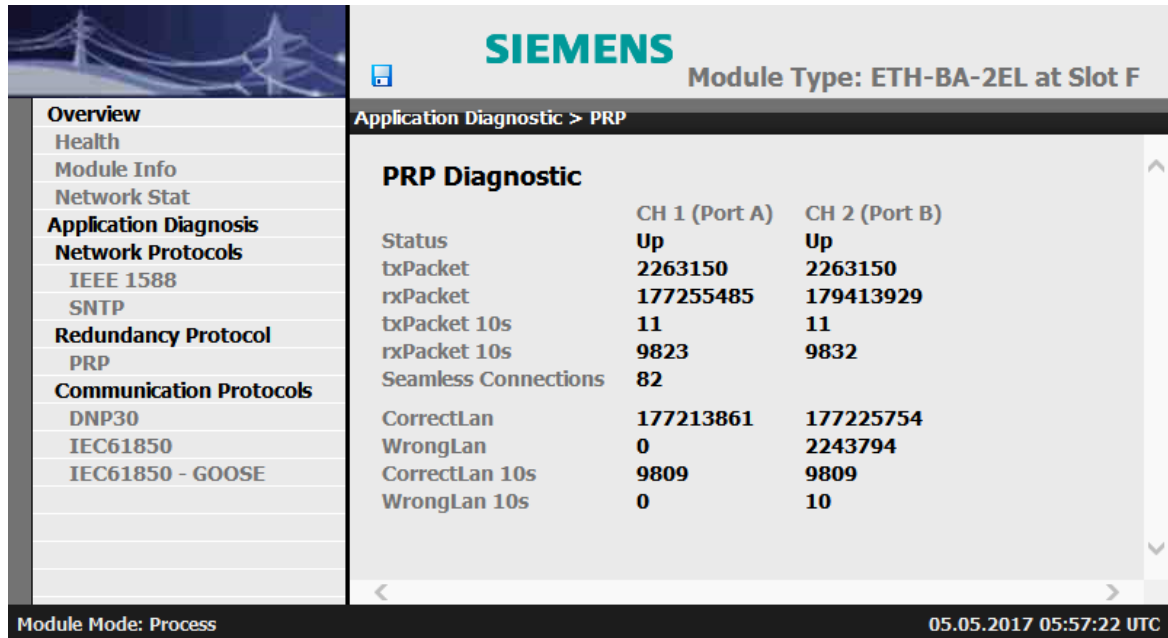 SIEMENS
Module Type: ETH-BA-2EL at Slot F
Overview
Health
Module Info
Network Stat
Application Diagnosis
Network Protocols
IEEE 1588
SNTP
Redundancy Protocol
PRP
Communication Protocols
DNP30
IEC61850
IEC61850 - GOOSE
Application Diagnostic > PRP
PRP Diagnostic
CH 1 (Port A) CH 2 (Port B)
Status Up Up
txPacket 2263150 2263150
rxPacket 177255485 179413929
txPacket 10s 11 11
rxPacket 10s 9823 9832
Seamless Connections 82
CorrectLan 177213861 177225754
WrongLan 0 2243794
CorrectLan 10s 9809 9809
WrongLan 10s 0 10
Module Mode: Process 05.05.2017 05:57:22 UTC